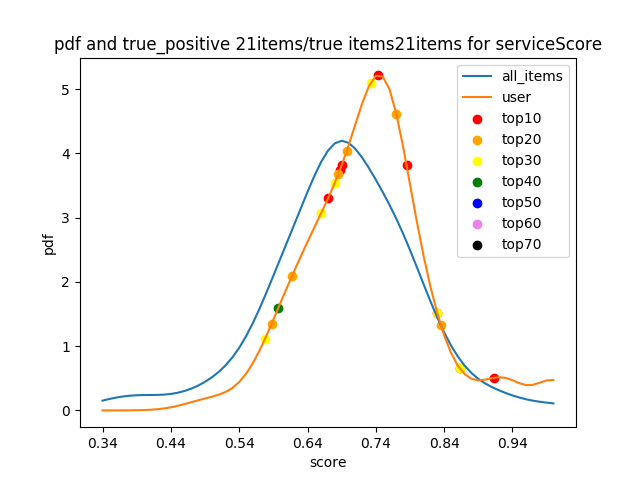 pdf and true_positive 21items/true items21items for serviceScore
pdf
5
4
3
2
1
0
all_items
user
top10
top20
top30
top40
top50
top60
top70
0.34 0.44 0.54 0.64 0.74 0.84 0.94
score